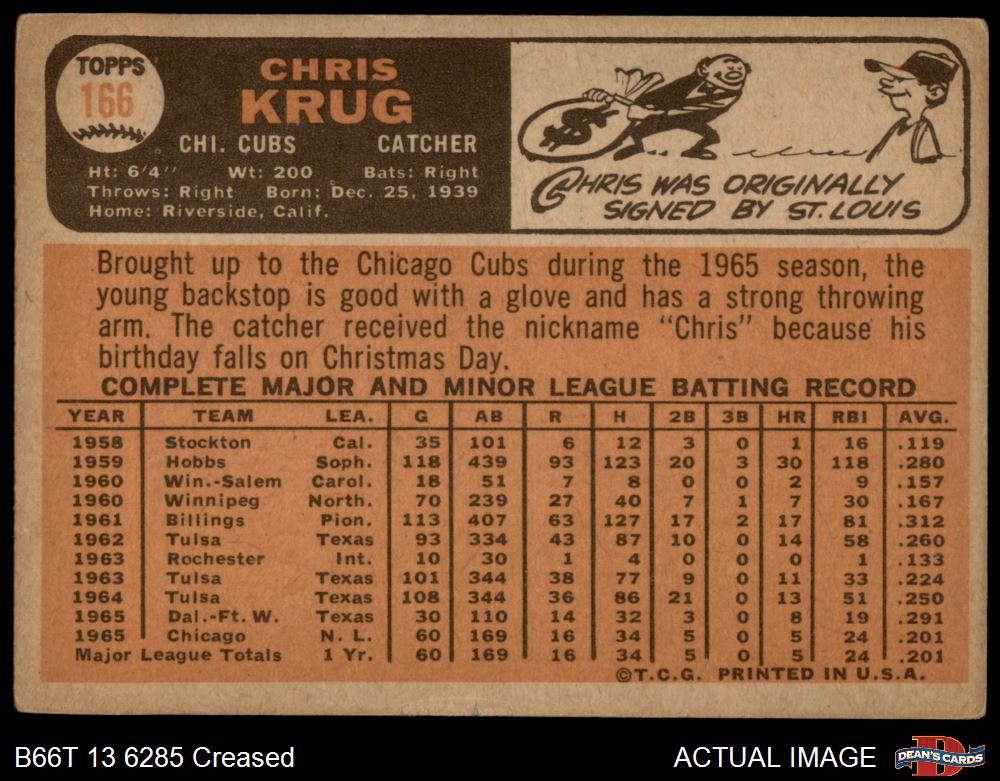 TOPPS
166
CHRIS
KRUG
CHI. CUBS CATCHER
Ht: 6'4" Wt: 200 Bats: Right
Throws: Right Born: Dec. 25, 1939
Home: Riverside, Calif.
$
CHRIS WAS ORIGINALLY
SIGNED BY ST. LOUIS
Brought up to the Chicago Cubs during the 1965 season, the
young backstop is good with a glove and has a strong throwing
arm. The catcher received the nickname "Chris" because his
birthday falls on Christmas Day.
COMPLETE MAJOR AND MINOR LEAGUE BATTING RECORD
YEAR TEAM LEA. G AB R H 2B 3B HR RBI AVG.
1958 Stockton Cal. 35 101 6 12 3 0 1 16 .119
1959 Hobbs Soph. 118 439 93 123 20 3 30 118 .280
1960 Win.-Salem Carol. 18 51 7 8 0 0 2 9 .157
1960 Winnipeg North. 70 239 27 40 7 1 7 30 .167
1961 Billings Pion. 113 407 63 127 17 2 17 81 .312
1962 Tulsa Texas 93 334 43 87 10 0 14 58 .260
1963 Rochester Int. 10 30 1 4 0 0 0 1 .133
1963 Tulsa Texas 101 344 38 77 9 0 11 33 .224
1964 Tulsa Texas 108 344 36 86 21 0 13 51 .250
1965 Dal.-Ft. W. Texas 30 110 14 32 3 0 8 19 .291
1965 Chicago N. L. 60 169 16 34 5 0 5 24 .201
Major League Totals 1 Yr. 60 169 16 34 5 0 5 24 .201
©T.C.G. PRINTED IN U.S.A.
B66T 13 6285 Creased ACTUAL IMAGE
D
DEAN'S CARDS